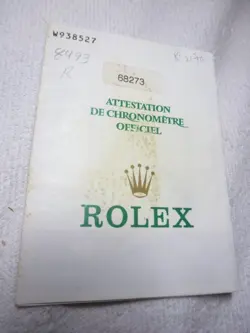 W938527
8493
R
68273
ATTESTATION
DE CHRONOMÈTRE
OFFICIEL
ROLEX